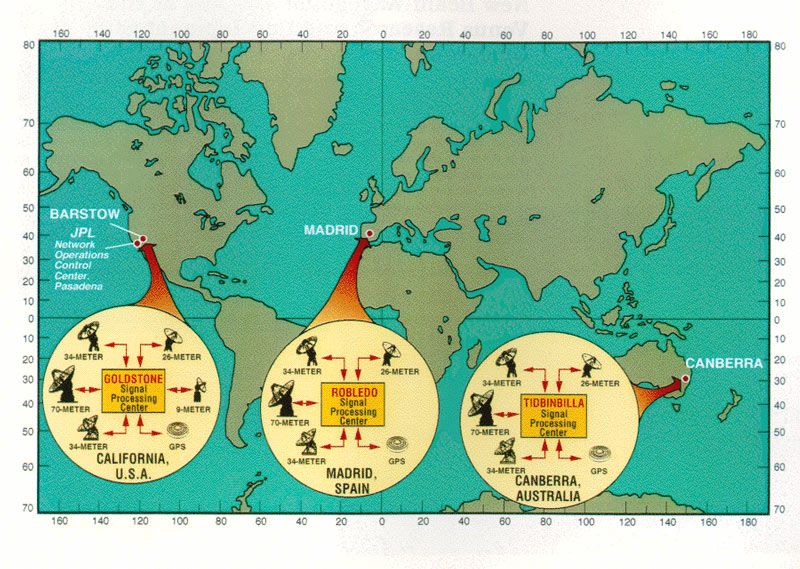 160 140 120 100 80 60 40 20 0 20 40 60 80 100 120 140 160 180
80 80
70 70
60 60
50 50
40 40
30 30
20 20
10 10
0 0
10 10
20 20
30 30
40 40
50 50
60 60
70 70
BARSTOW
JPL
Network
Operations
Control
Center.
Pasadena
MADRID
CANBERRA
34-METER
26-METER
GOLDSTONE
Signal
Processing
Center
70-METER
9-METER
34-METER
GPS
CALIFORNIA,
U.S.A.
34-METER
26-METER
ROBLEDO
Signal
Processing
Center
70-METER
34-METER
GPS
MADRID,
SPAIN
34-METER
26-METER
TIDBINBILLA
Signal
Processing
Center
70-METER
34-METER
GPS
CANBERRA,
AUSTRALIA
160 140 120 100 80 60 40 20 0 20 40 60 80 100 120 140 160 180